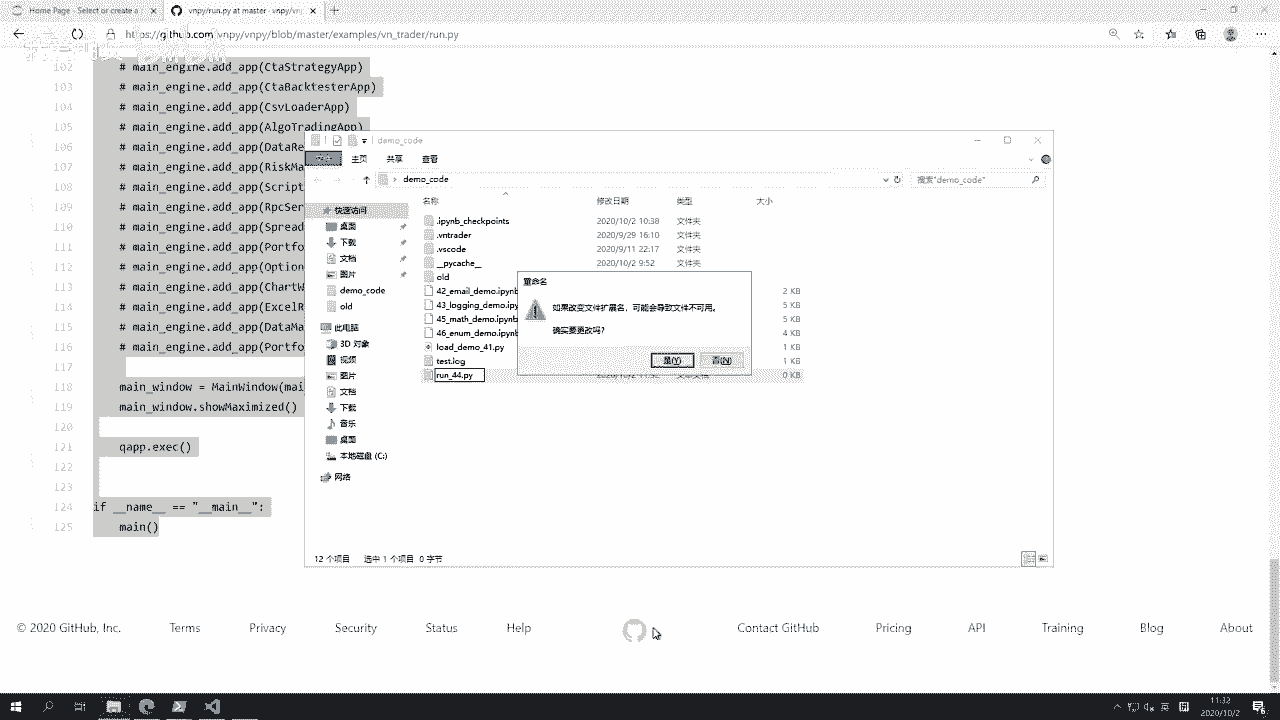 Home Page - Select or create a
vnpy/run.py at master · vnpy/vn
https://github.com/vnpy/vnpy/blob/master/examples/vn_trader/run.py
102 # main_engine.add_app(CtaStrategyApp)
103 # main_engine.add_app(CtaBacktesterApp)
104 # main_engine.add_app(CsvLoaderApp)
105 # main_engine.add_app(AlgoTradingApp)
106 # main_engine.add_app(DataRe
107 # main_engine.add_app(RiskMa
108 # main_engine.add_app(Script
109 # main_engine.add_app(RpcServ
110 # main_engine.add_app(Spread
111 # main_engine.add_app(Portfo
112 # main_engine.add_app(Option
113 # main_engine.add_app(ChartW
114 # main_engine.add_app(ExcelR
115 # main_engine.add_app(DataMa
116 # main_engine.add_app(Portfo
117
118 main_window = MainWindow(mai
119 main_window.showMaximized()
120
121 qapp.exec()
122
123
124 if __name__ == "__main__":
125 main()
demo_code
主页 共享 查看
demo_code
搜索"demo_code"
名称 修改日期 类型 大小
快速访问
桌面
下载
文档
图片
demo_code
old
此电脑
3D 对象
视频
图片
文档
下载
音乐
桌面
本地磁盘 (C:)
网络
.ipynb_checkpoints 2020/10/2 10:38 文件夹
.vntrader 2020/9/29 16:10 文件夹
.vscode 2020/9/11 22:17 文件夹
__pycache__ 2020/10/2 9:52 文件夹
old
42_email_demo.ipynb 2 KB
43_logging_demo.ipy 5 KB
45_math_demo.ipynb 5 KB
46_enum_demo.ipynb 4 KB
load_demo_41.py 1 KB
test.log 1 KB
run_44.py 0 KB
重命名
如果改变文件扩展名，可能会导致文件不可用。
确实要更改吗?
是(Y) 否(N)
12 个项目 选中 1 个项目 0 字节
© 2020 GitHub, Inc. Terms Privacy Security Status Help Contact GitHub Pricing API Training Blog About
英
11:32
2020/10/2